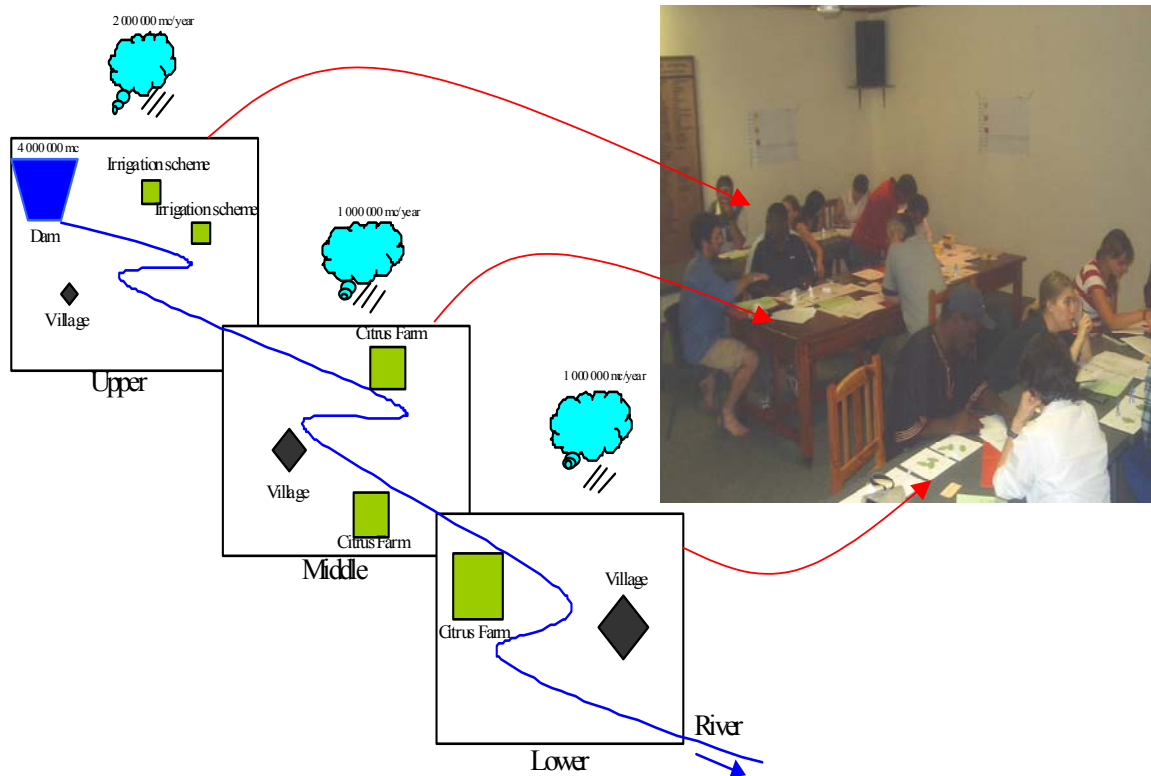 2 000 000 mc/year
4 000 000 mc
Irrigation scheme
Irrigation scheme
Dam
Village
Upper
1 000 000 mc/year
Citrus Farm
Village
Citrus Farm
Middle
1 000 000 mc/year
Village
Citrus Farm
Lower
River